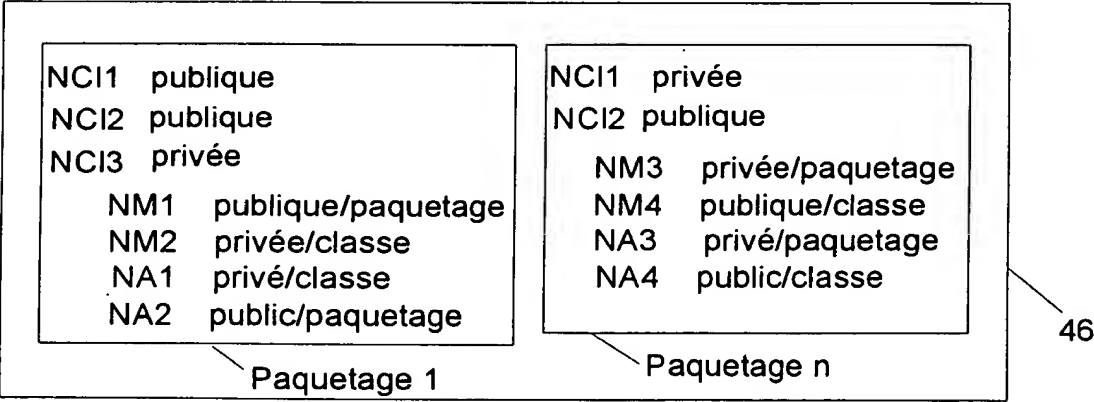 NCI1 publique
NCI2 publique
NCI3 privée
NM1 publique/paquetage
NM2 privée/classe
NA1 privé/classe
NA2 public/paquetage
Paquetage 1
NCI1 privée
NCI2 publique
NM3 privée/paquetage
NM4 publique/classe
NA3 privé/paquetage
NA4 public/classe
Paquetage n
46